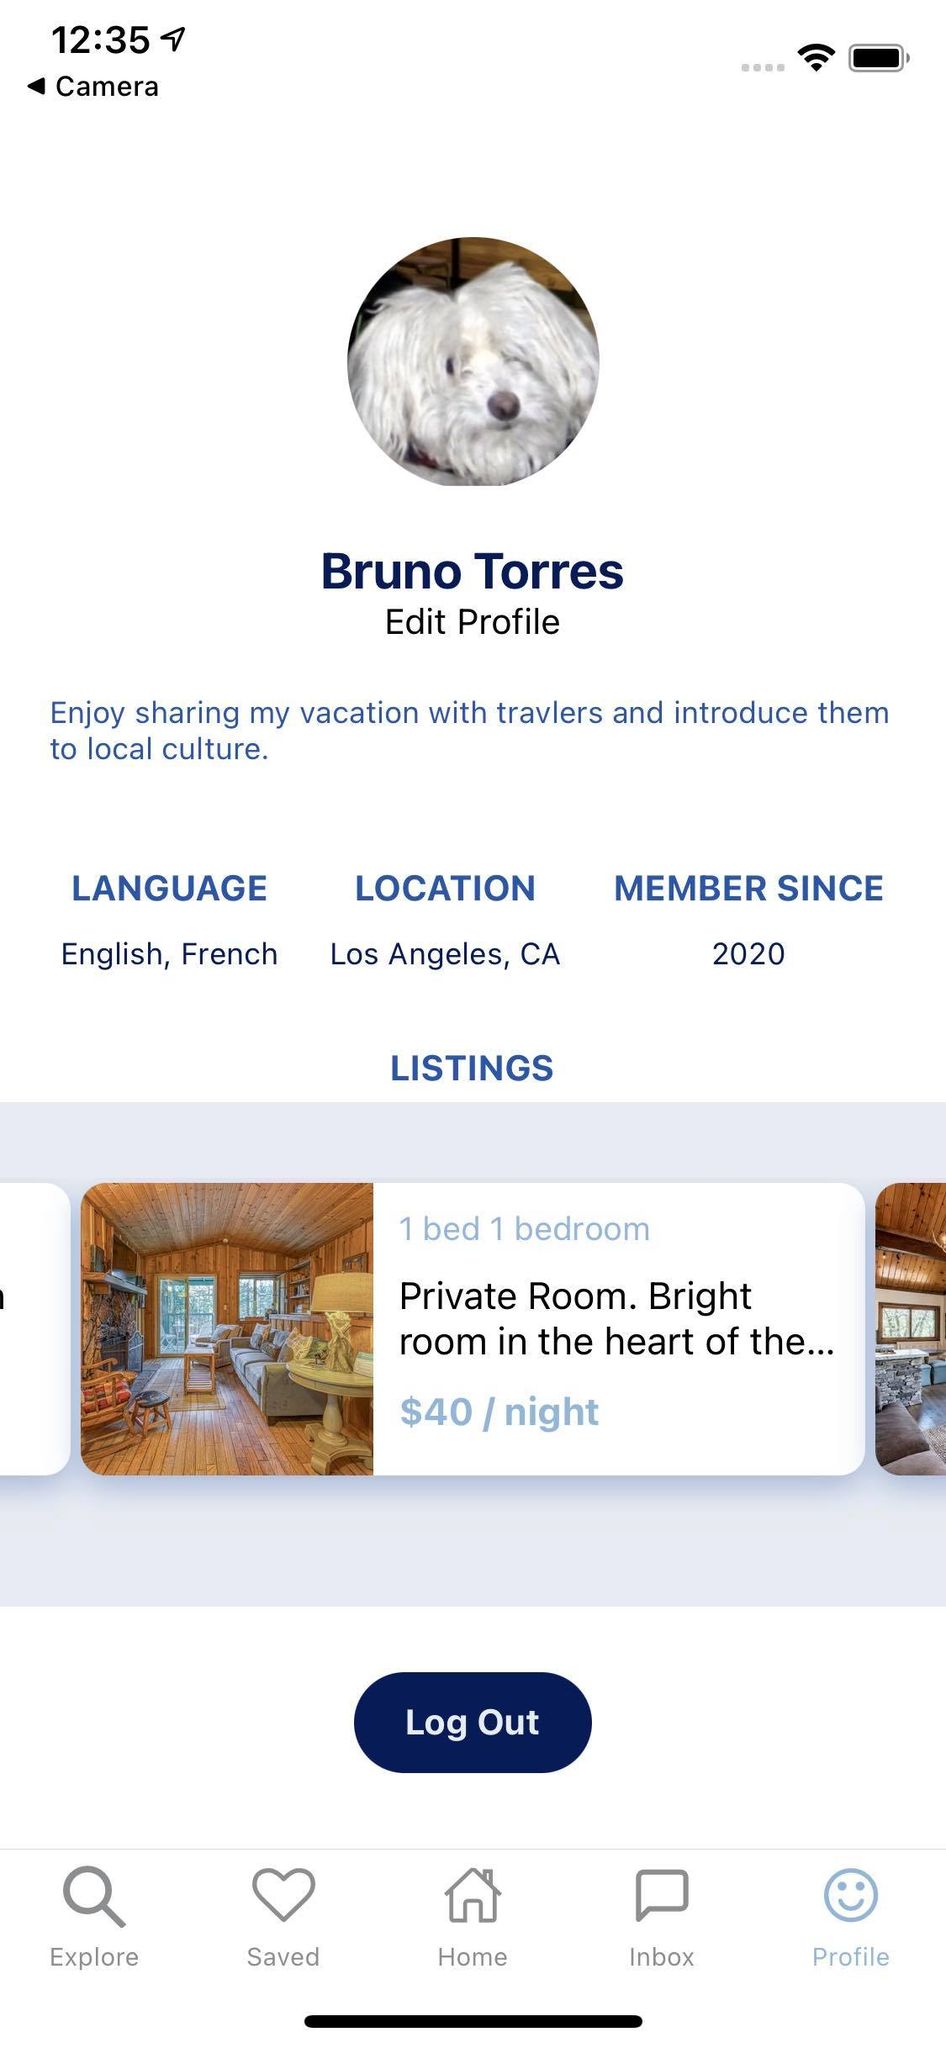 12:35
Camera
Bruno Torres
Edit Profile
Enjoy sharing my vacation with travlers and introduce them
to local culture.
LANGUAGE LOCATION MEMBER SINCE
English, French Los Angeles, CA 2020
LISTINGS
1 bed 1 bedroom
Private Room. Bright
room in the heart of the...
$40 / night
Log Out
Explore Saved Home Inbox Profile